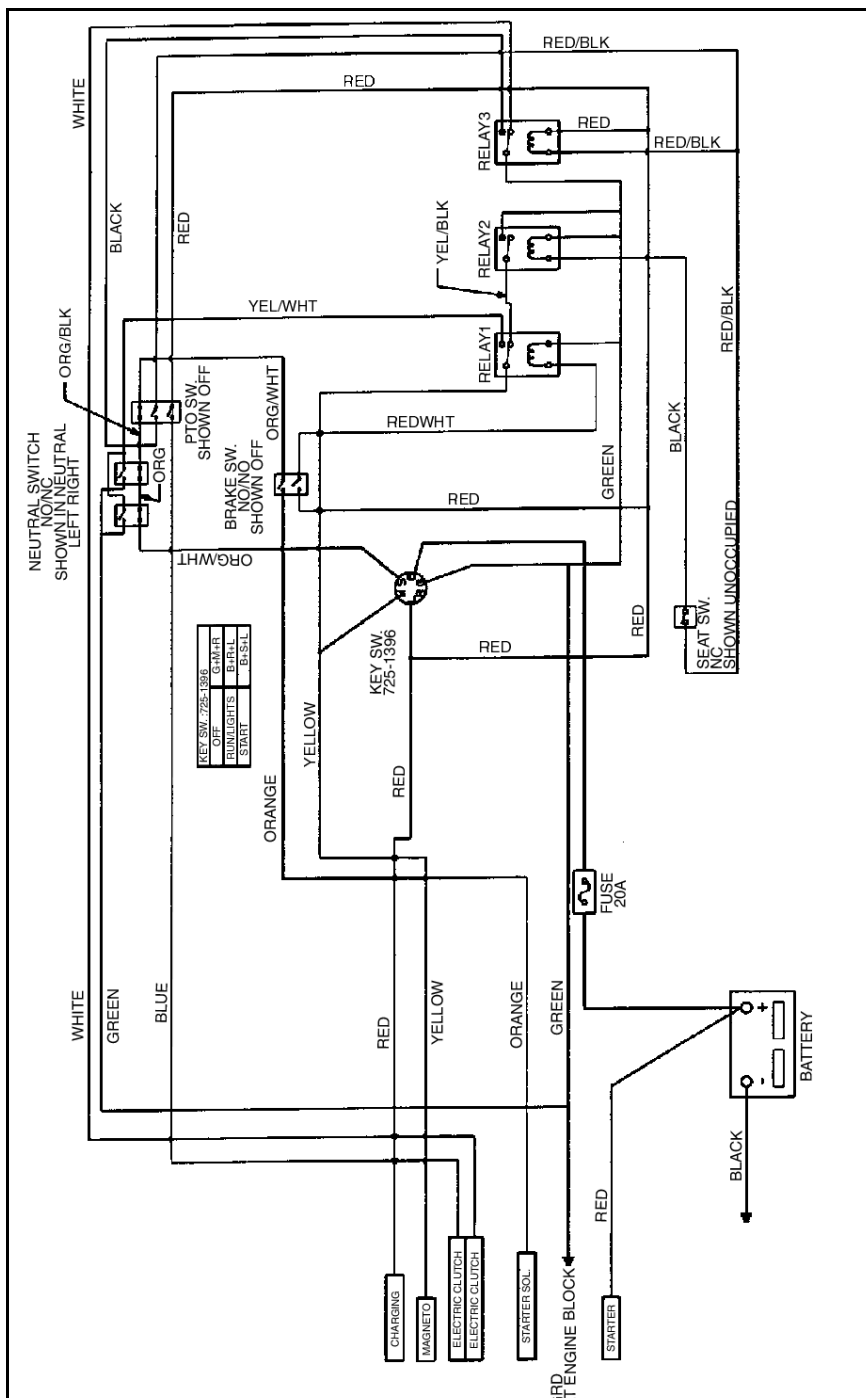 RED/BLK
RED
WHITE
RELAY3
RED
RED/BLK
BLACK
RED
YEL/BLK
RELAY2
YEL/WHT
RELAY1
ORG/BLK
PTO SW.
SHOWN OFF
ORG/WHT
REDWHT
BLACK
RED/BLK
GREEN
NEUTRAL SWITCH
NO/NC
SHOWN IN NEUTRAL
LEFT RIGHT
ORG
BRAKE SW.
NO/NO
SHOWN OFF
RED
ORG/WHT
KEY SW.
725-1396
RED
RED
SEAT SW.
NC
SHOWN UNOCCUPIED
KEY SW. :725-1396
OFF G+M+R
RUN/LIGHTS B+R+L
START B+S+L
YELLOW
RED
ORANGE
FUSE
20A
WHITE
GREEN
BLUE
RED
YELLOW
ORANGE
GREEN
+
-
BATTERY
BLACK
RED
CHARGING
MAGNETO
ELECTRIC CLUTCH
ELECTRIC CLUTCH
STARTER SOL.
GRD
T ENGINE BLOCK
STARTER